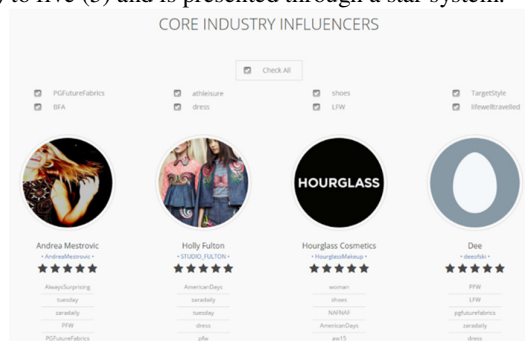 to five (5) and is presented through a star system.
CORE INDUSTRY INFLUENCERS
Check All
PGFutureFabrics athleisure shoes TargetStyle
BFA dress LFW lifewelltravelled
HOURGLASS
Andrea Mestrovic Holly Fulton Hourglass Cosmetics Dee
• AndreaMestrovic • • STUDIO_FULTON • • HourglassMakeup • • deeofski •
AlwaysSurprising AmericanDays woman PFW
tuesday zaradaily shoes LFW
zaradaily tuesday NAFNAF pgfuturefabrics
PFW dress AmericanDays zaradaily
PGFutureFabrics pfw aw15 dress